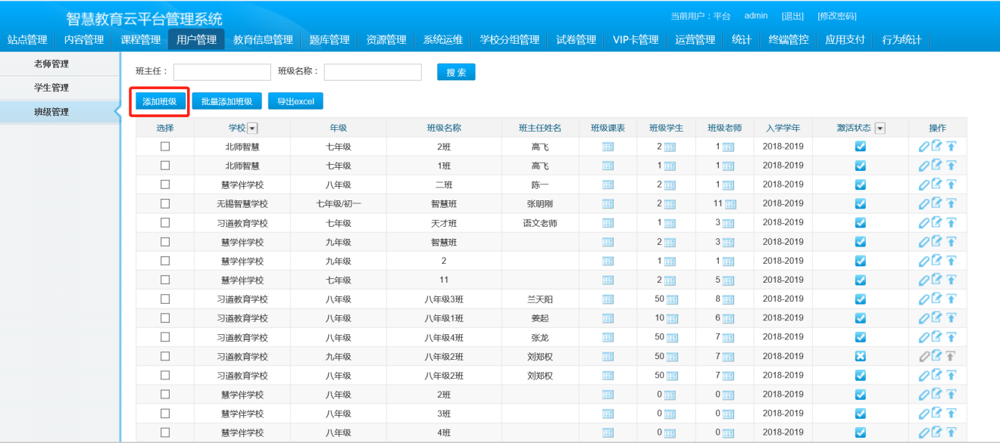 智慧教育云平台管理系统
当前用户：平台 admin [退出] [修改密码]
站点管理 内容管理 课程管理 用户管理 教育信息管理 题库管理 资源管理 系统运维 学校分组管理 试卷管理 VIP卡管理 运营管理 统计 终端管控 应用支付 行为统计
老师管理
学生管理
班级管理
班主任： 班级名称： 搜索
添加班级 批量添加班级 导出excel
选择 学校 年级 班级名称 班主任姓名 班级课表 班级学生 班级老师 入学学年 激活状态 操作
北师智慧 七年级 2班 高飞 2 1 2018-2019
北师智慧 七年级 1班 高飞 1 1 2018-2019
慧学伴学校 八年级 二班 陈一 2 1 2018-2019
无锡智慧学校 七年级/初一 智慧班 张明刚 2 11 2018-2019
习道教育学校 七年级 天才班 语文老师 1 3 2018-2019
慧学伴学校 九年级 智慧班 2 3 2018-2019
慧学伴学校 九年级 2 1 1 2018-2019
慧学伴学校 七年级 11 2 5 2018-2019
习道教育学校 八年级 八年级3班 兰天阳 50 8 2018-2019
习道教育学校 八年级 八年级1班 姜起 10 6 2018-2019
习道教育学校 八年级 八年级4班 张龙 50 7 2018-2019
习道教育学校 九年级 八年级2班 刘郑权 50 7 2018-2019
习道教育学校 八年级 八年级2班 刘郑权 50 7 2018-2019
慧学伴学校 八年级 2班 0 0 2018-2019
慧学伴学校 八年级 3班 0 0 2018-2019
慧学伴学校 八年级 4班 0 0 2018-2019